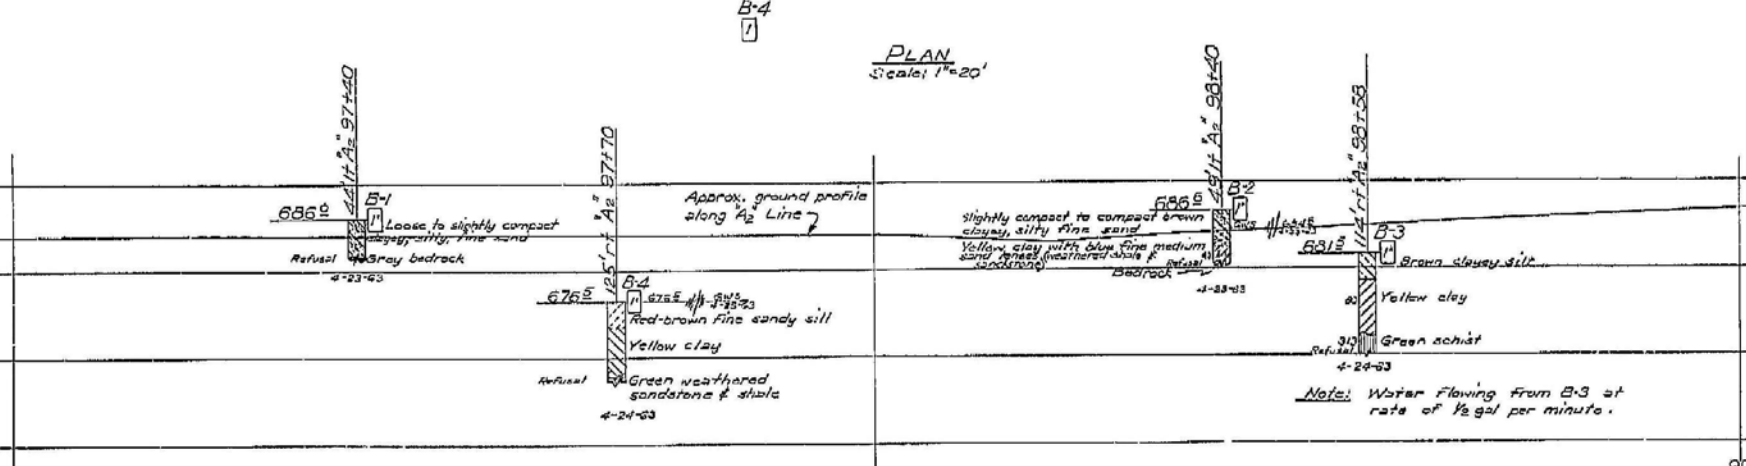 B-4
1
PLAN
Scale: 1"=20'
44' lt "A2" 97+40
B-1
686 0
1"
Loose to slightly compact
clayey, silty, fine sand
Refusal
Gray bedrock
4-23-63
125' rt "A2" 97+70
B-4
676 5
1"
Red-brown fine sandy silt
Yellow clay
Refusal
Green weathered
sandstone & shale
4-24-63
Approx. ground profile
along "A2" Line
49' lt "A2" 98+40
B-2
686 6
1"
Slightly compact to compact brown
clayey, silty fine sand
Yellow clay with blue fine medium
sand lenses (weathered shale &
sandstone)
Refusal
Bedrock
4-23-63
114' rt "A2" 98+58
B-3
681 5
1"
Brown clayey silt
Yellow clay
Green schist
313
Refusal
4-24-63
Note: Water flowing from B-3 at
rate of ½ gal per minute.